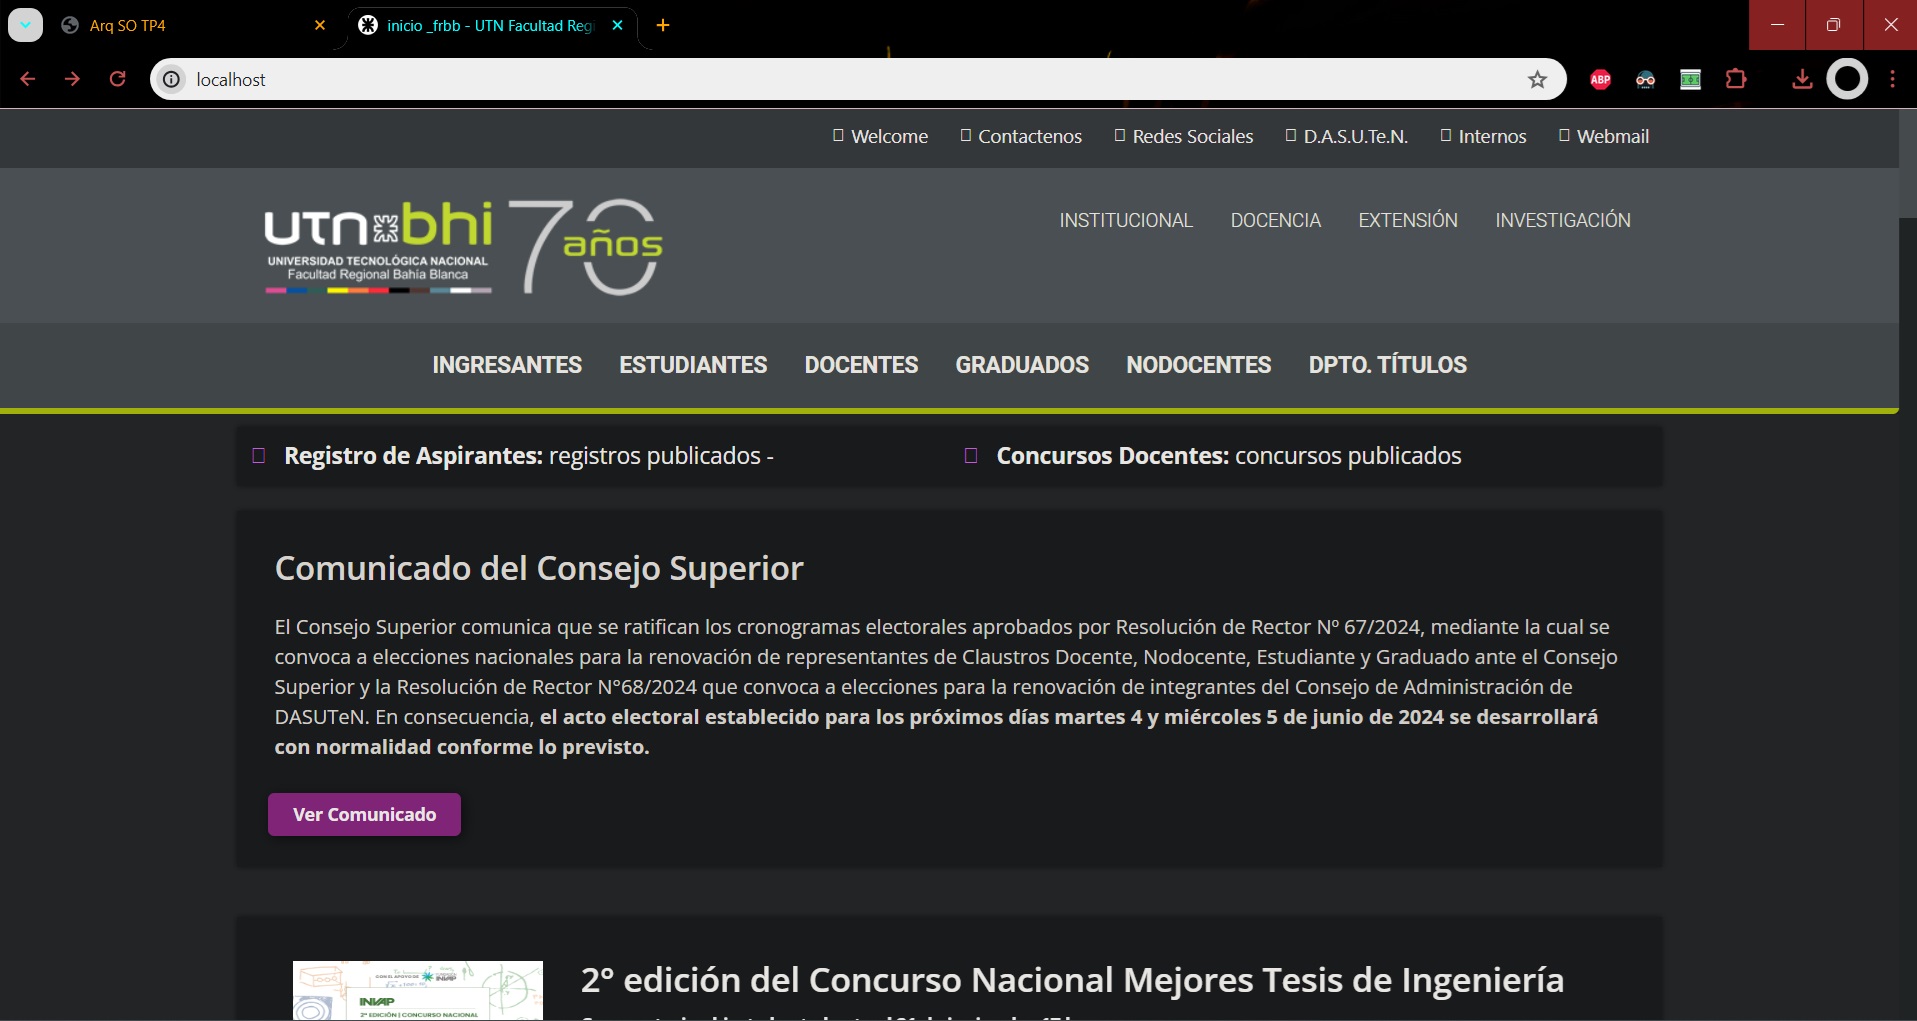 Arq SO TP4
inicio _frbb - UTN Facultad Reg
localhost
ABP
Welcome Contactenos Redes Sociales D.A.S.U.Te.N. Internos Webmail
utn bhi 70 años
UNIVERSIDAD TECNOLÓGICA NACIONAL
Facultad Regional Bahía Blanca
INSTITUCIONAL DOCENCIA EXTENSIÓN INVESTIGACIÓN
INGRESANTES ESTUDIANTES DOCENTES GRADUADOS NODOCENTES DPTO. TÍTULOS
Registro de Aspirantes: registros publicados -
Concursos Docentes: concursos publicados
Comunicado del Consejo Superior
El Consejo Superior comunica que se ratifican los cronogramas electorales aprobados por Resolución de Rector Nº 67/2024, mediante la cual se
convoca a elecciones nacionales para la renovación de representantes de Claustros Docente, Nodocente, Estudiante y Graduado ante el Consejo
Superior y la Resolución de Rector N°68/2024 que convoca a elecciones para la renovación de integrantes del Consejo de Administración de
DASUTeN. En consecuencia, el acto electoral establecido para los próximos días martes 4 y miércoles 5 de junio de 2024 se desarrollará
con normalidad conforme lo previsto.
Ver Comunicado
INVAP
2ª EDICIÓN | CONCURSO NACIONAL
2° edición del Concurso Nacional Mejores Tesis de Ingeniería